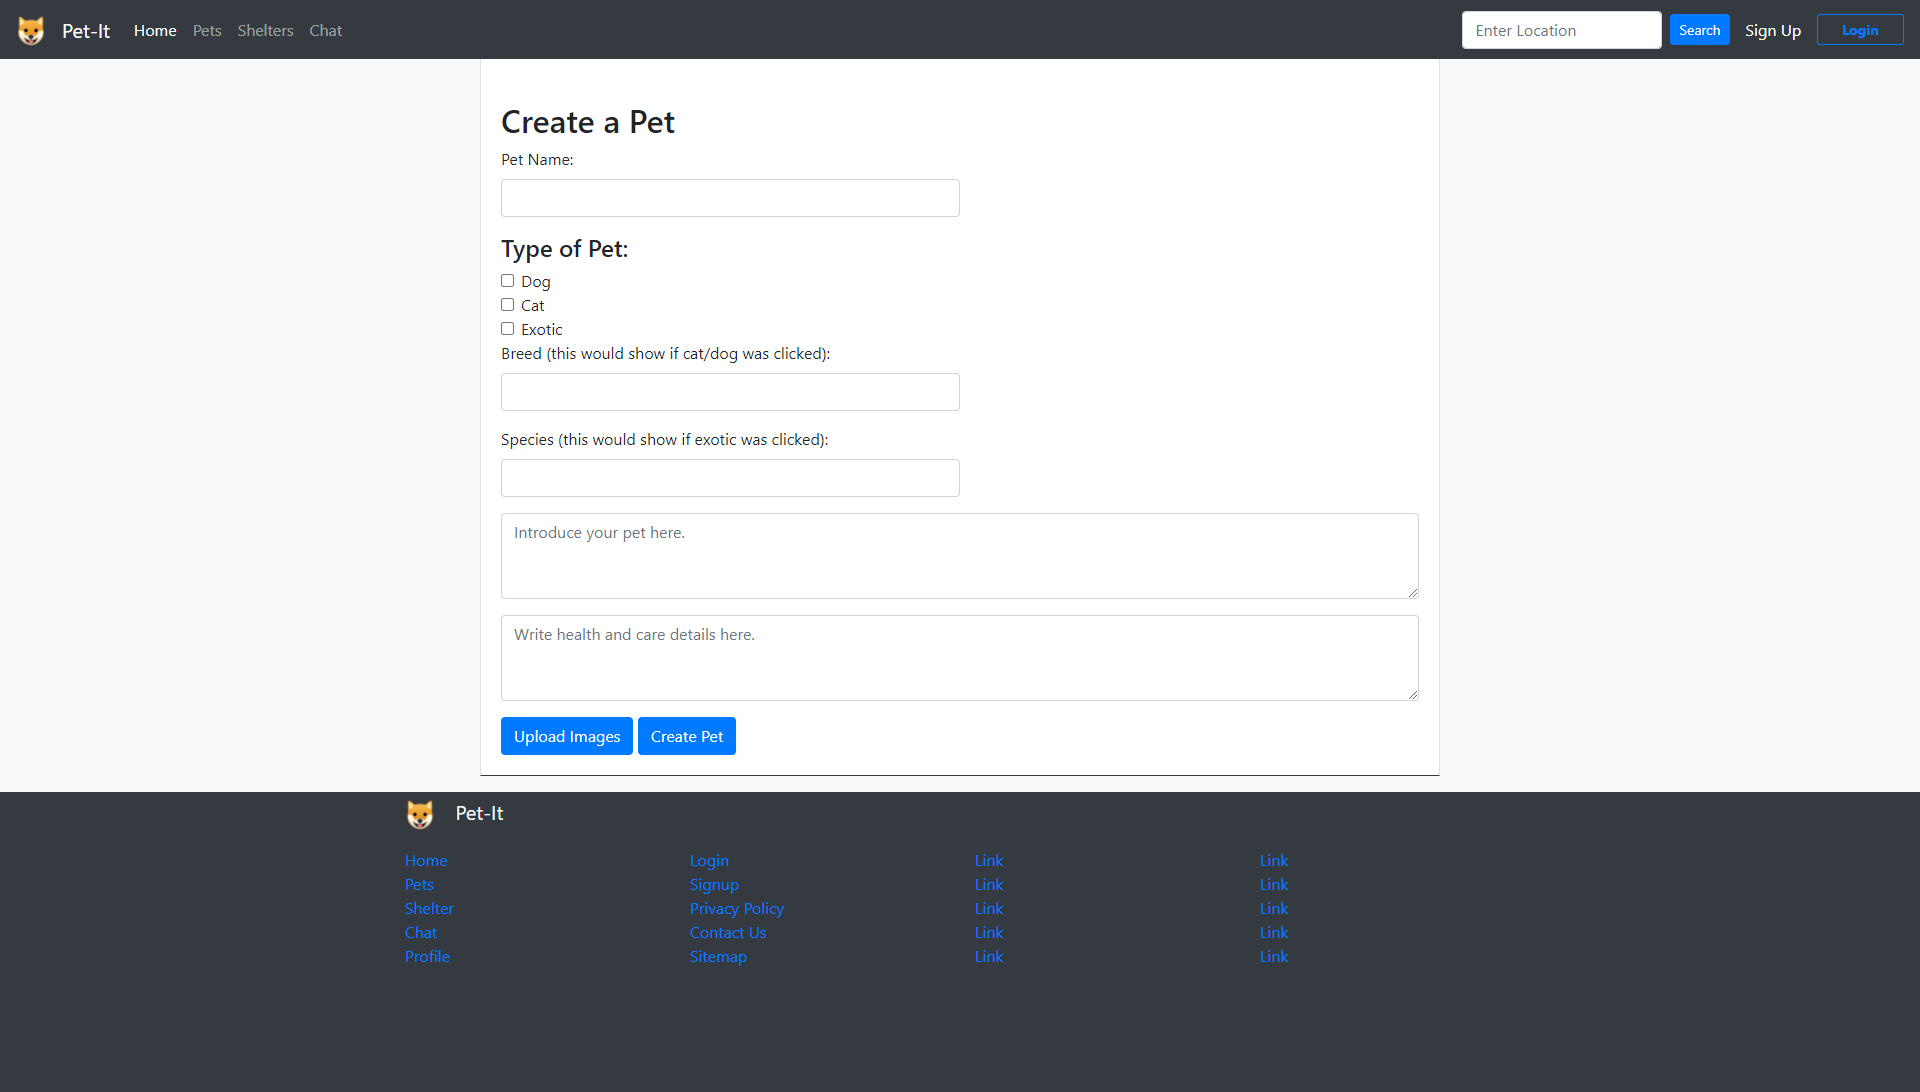 Pet-It Home Pets Shelters Chat Enter Location Search Sign Up Login
Create a Pet
Pet Name:
Type of Pet:
Dog
Cat
Exotic
Breed (this would show if cat/dog was clicked):
Species (this would show if exotic was clicked):
Introduce your pet here.
Write health and care details here.
Upload Images Create Pet
Pet-It
Home Login Link Link
Pets Signup Link Link
Shelter Privacy Policy Link Link
Chat Contact Us Link Link
Profile Sitemap Link Link